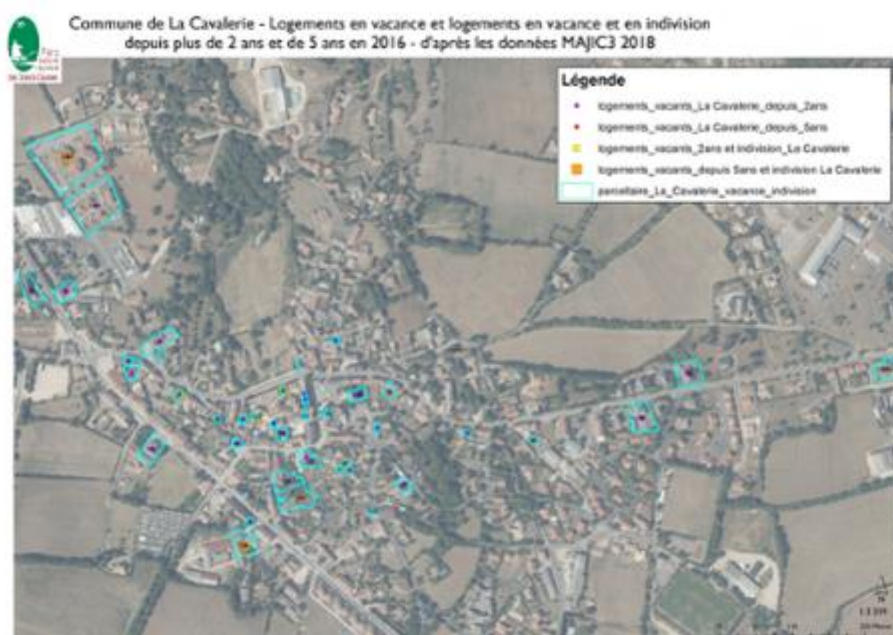 Commune de La Cavalerie - Logements en vacance et logements en vacance et en indivision
depuis plus de 2 ans et de 5 ans en 2016 - d'après les données MAJIC3 2018
Légende
logements_vacants_La Cavalerie_depuis_2ans
logements_vacants_La Cavalerie_depuis_5ans
logements_vacants_2ans et indivision_La Cavalerie
logements_vacants_depuis 5ans et indivision La Cavalerie
parcellaire_La_Cavalerie_vacance_indivision